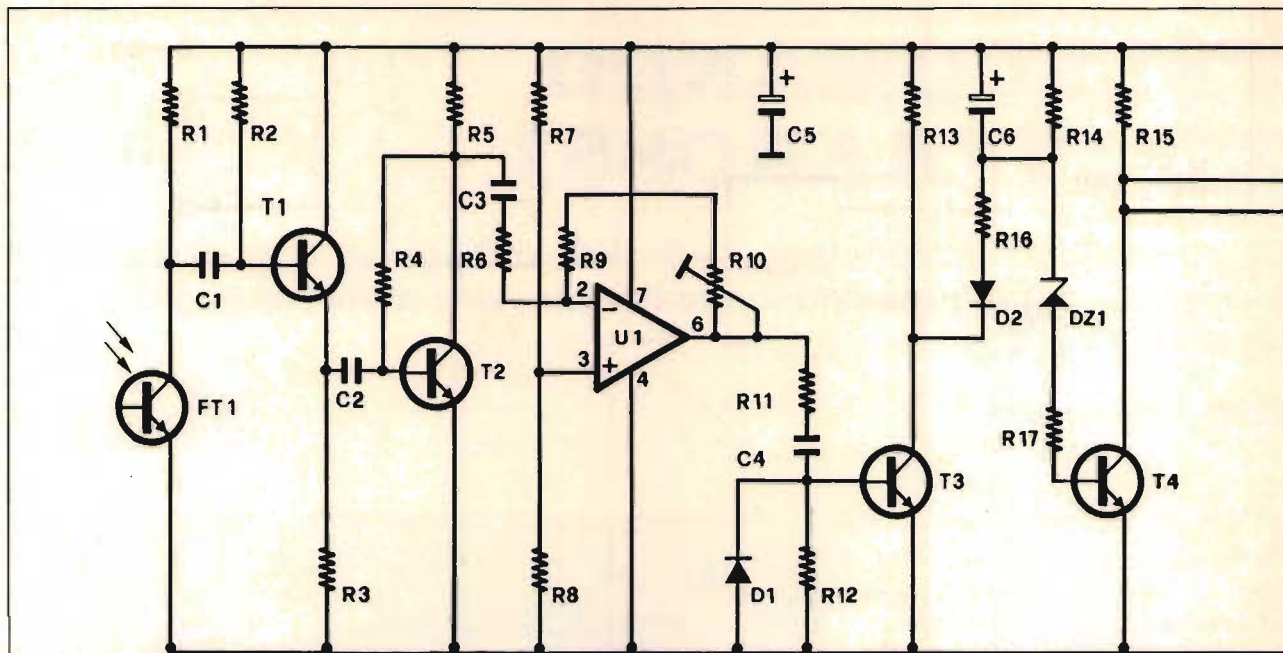 R1
R2
R5
R7
+
C5
R13
+
C6
R14
R15
T1
C3
C1
R4
R6
R9
R10
R16
2
-
7
U1
6
D2
DZ1
3
+
4
FT1
C2
T2
R11
R17
C4
T3
T4
R3
R8
D1
R12